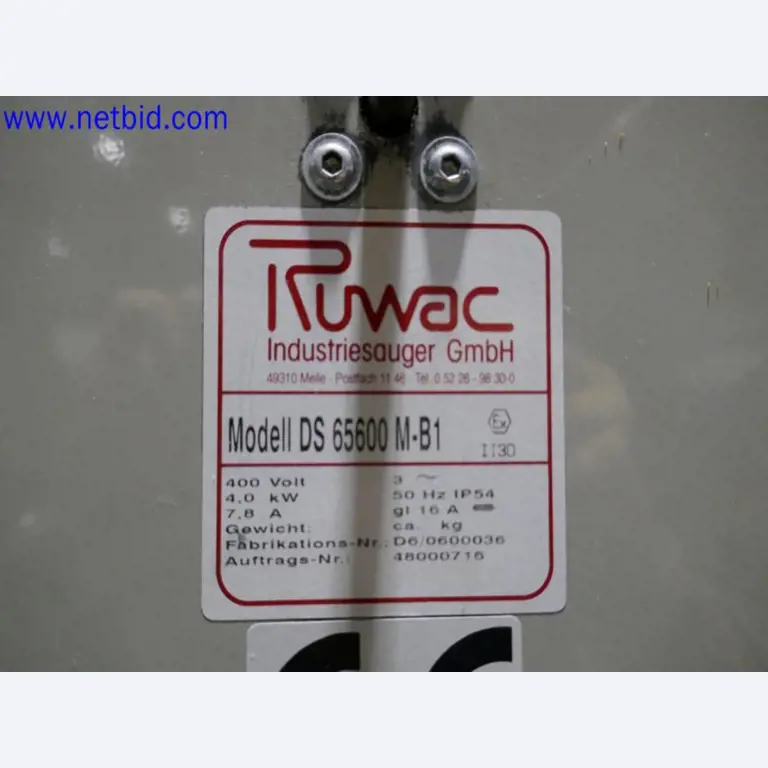 www.netbid.com
Ruwac
Industriesauger GmbH
49310 Melle · Postfach 11 46 Tel. 0 52 26 - 98 30-0
Modell DS 65600 M-B1
Ex
II3D
400 Volt 3 ~
4,0 kW 50 Hz IP54
7,8 A gl 16 A
Gewicht: ca. kg
Fabrikations-Nr.: D6/0600036
Auftrags-Nr.: 48000716
CE